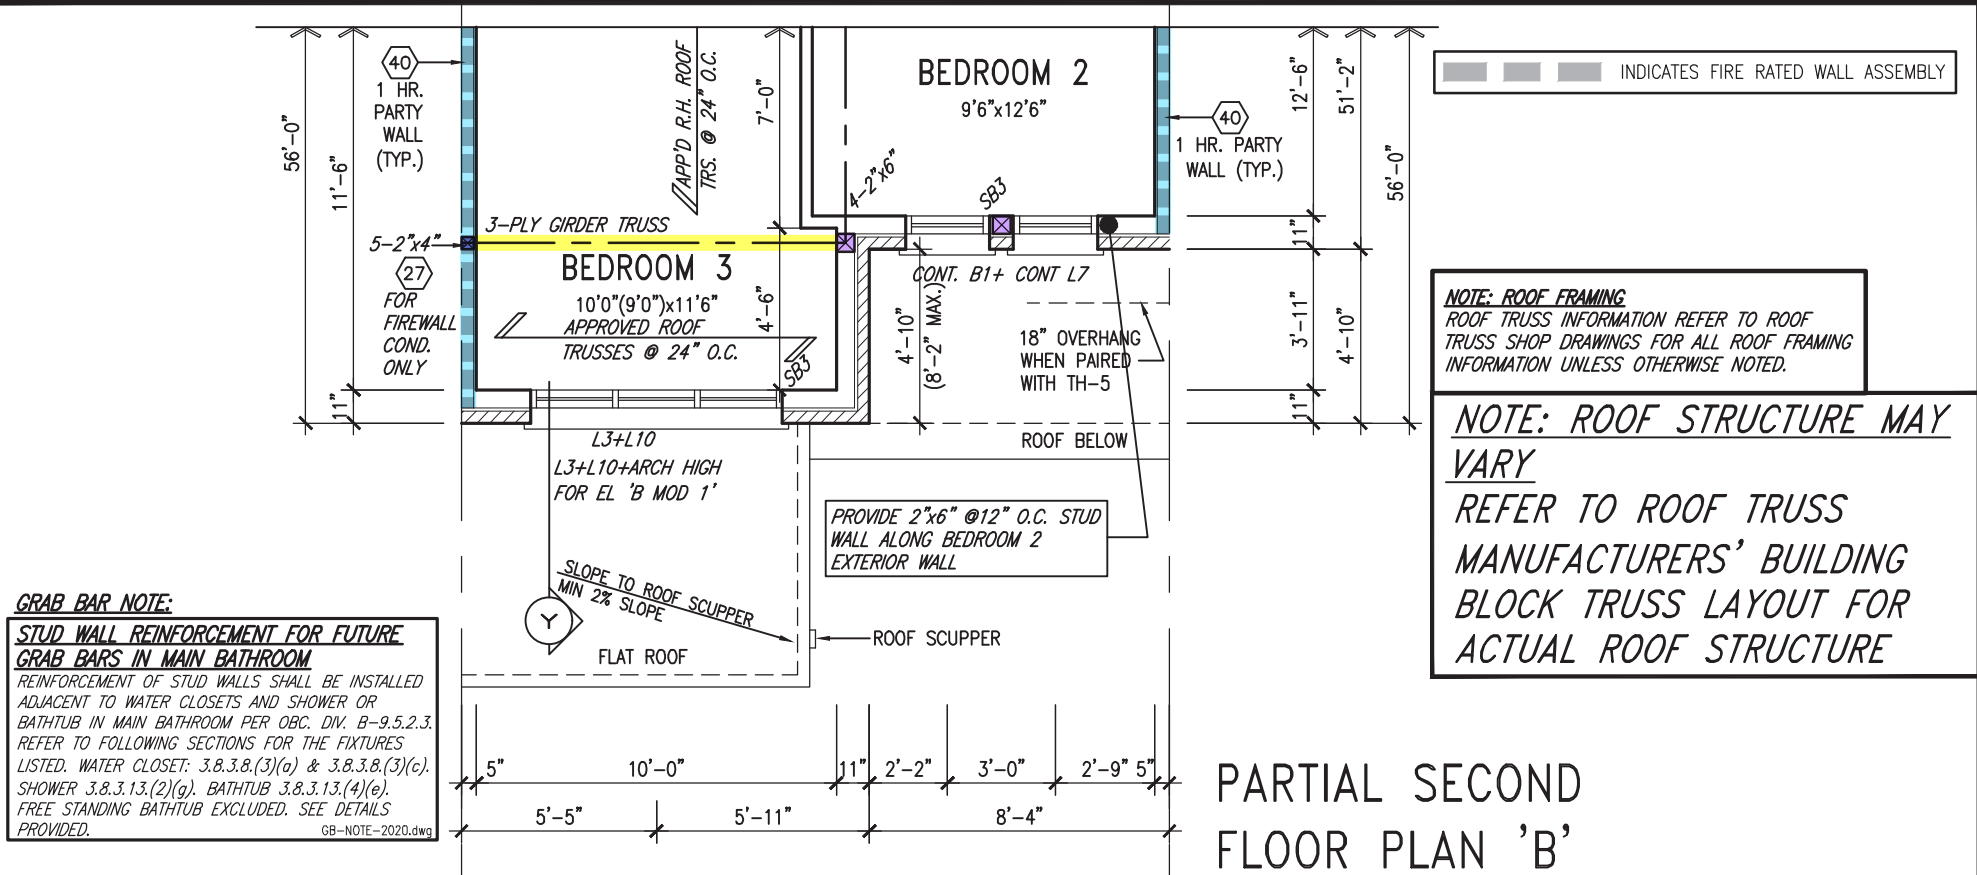 40
1 HR.
PARTY
WALL
(TYP.)
56'-0"
11'-6"
11"
5-2"x4"
27
FOR
FIREWALL
COND.
ONLY
3-PLY GIRDER TRUSS
APP'D R.H. ROOF
TRS. @ 24" O.C.
7'-0"
4'-6"
4-2"x6"
BEDROOM 3
10'0"(9'0")x11'6"
APPROVED ROOF
TRUSSES @ 24" O.C.
SB3
BEDROOM 2
9'6"x12'6"
SB3
40
1 HR. PARTY
WALL (TYP.)
CONT. B1+ CONT L7
4'-10"
(8'-2" MAX.)
18" OVERHANG
WHEN PAIRED
WITH TH-5
ROOF BELOW
12'-6"
11"
3'-11"
11"
51'-2"
4'-10"
56'-0"
L3+L10
L3+L10+ARCH HIGH
FOR EL 'B MOD 1'
PROVIDE 2"x6" @12" O.C. STUD
WALL ALONG BEDROOM 2
EXTERIOR WALL
SLOPE TO ROOF SCUPPER
MIN 2% SLOPE
Y
ROOF SCUPPER
FLAT ROOF
5"
10'-0"
11"
2'-2"
3'-0"
2'-9"
5"
5'-5"
5'-11"
8'-4"
INDICATES FIRE RATED WALL ASSEMBLY
NOTE: ROOF FRAMING
ROOF TRUSS INFORMATION REFER TO ROOF
TRUSS SHOP DRAWINGS FOR ALL ROOF FRAMING
INFORMATION UNLESS OTHERWISE NOTED.
NOTE: ROOF STRUCTURE MAY
VARY
REFER TO ROOF TRUSS
MANUFACTURERS' BUILDING
BLOCK TRUSS LAYOUT FOR
ACTUAL ROOF STRUCTURE
GRAB BAR NOTE:
STUD WALL REINFORCEMENT FOR FUTURE
GRAB BARS IN MAIN BATHROOM
REINFORCEMENT OF STUD WALLS SHALL BE INSTALLED
ADJACENT TO WATER CLOSETS AND SHOWER OR
BATHTUB IN MAIN BATHROOM PER OBC. DIV. B-9.5.2.3.
REFER TO FOLLOWING SECTIONS FOR THE FIXTURES
LISTED. WATER CLOSET: 3.8.3.8.(3)(a) & 3.8.3.8.(3)(c).
SHOWER 3.8.3.13.(2)(g). BATHTUB 3.8.3.13.(4)(e).
FREE STANDING BATHTUB EXCLUDED. SEE DETAILS
PROVIDED.
GB-NOTE-2020.dwg
PARTIAL SECOND
FLOOR PLAN 'B'